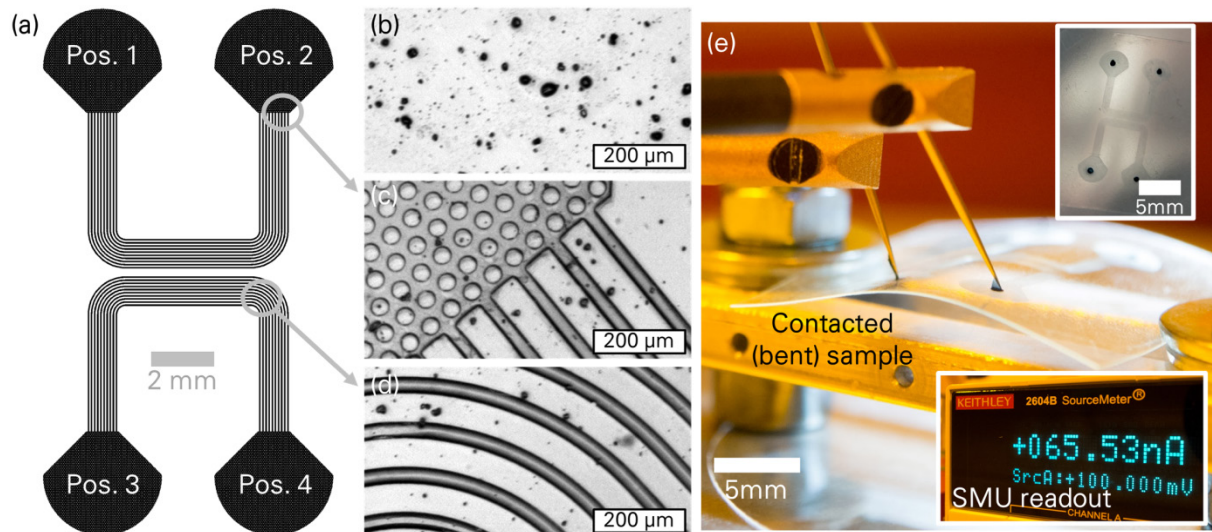 (a)
Pos. 1
Pos. 2
2 mm
Pos. 3
Pos. 4
(b)
200 µm
(c)
200 µm
(d)
200 µm
(e)
5mm
Contacted
(bent) sample
5mm
KEITHLEY 2604B SourceMeter®
+065.53nA
SrcA:+100.000mV
SMU readout
CHANNEL A